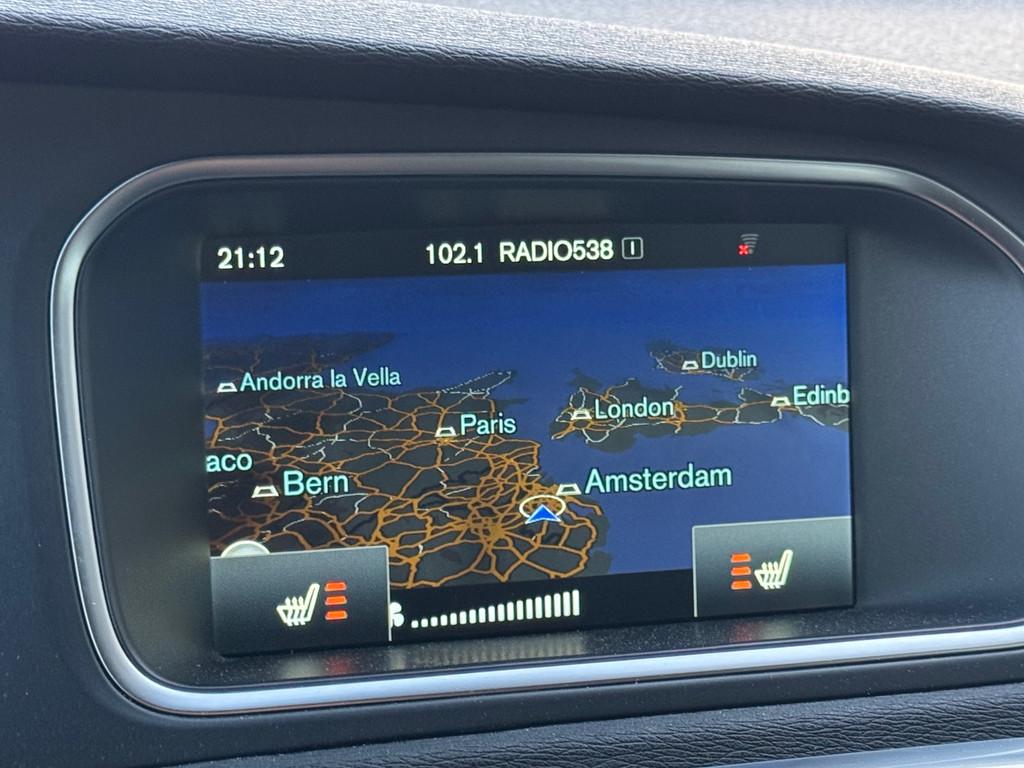 21:12 102.1 RADIO538 I
Dublin
Andorra la Vella
Edinb
London
Paris
aco
Bern
Amsterdam